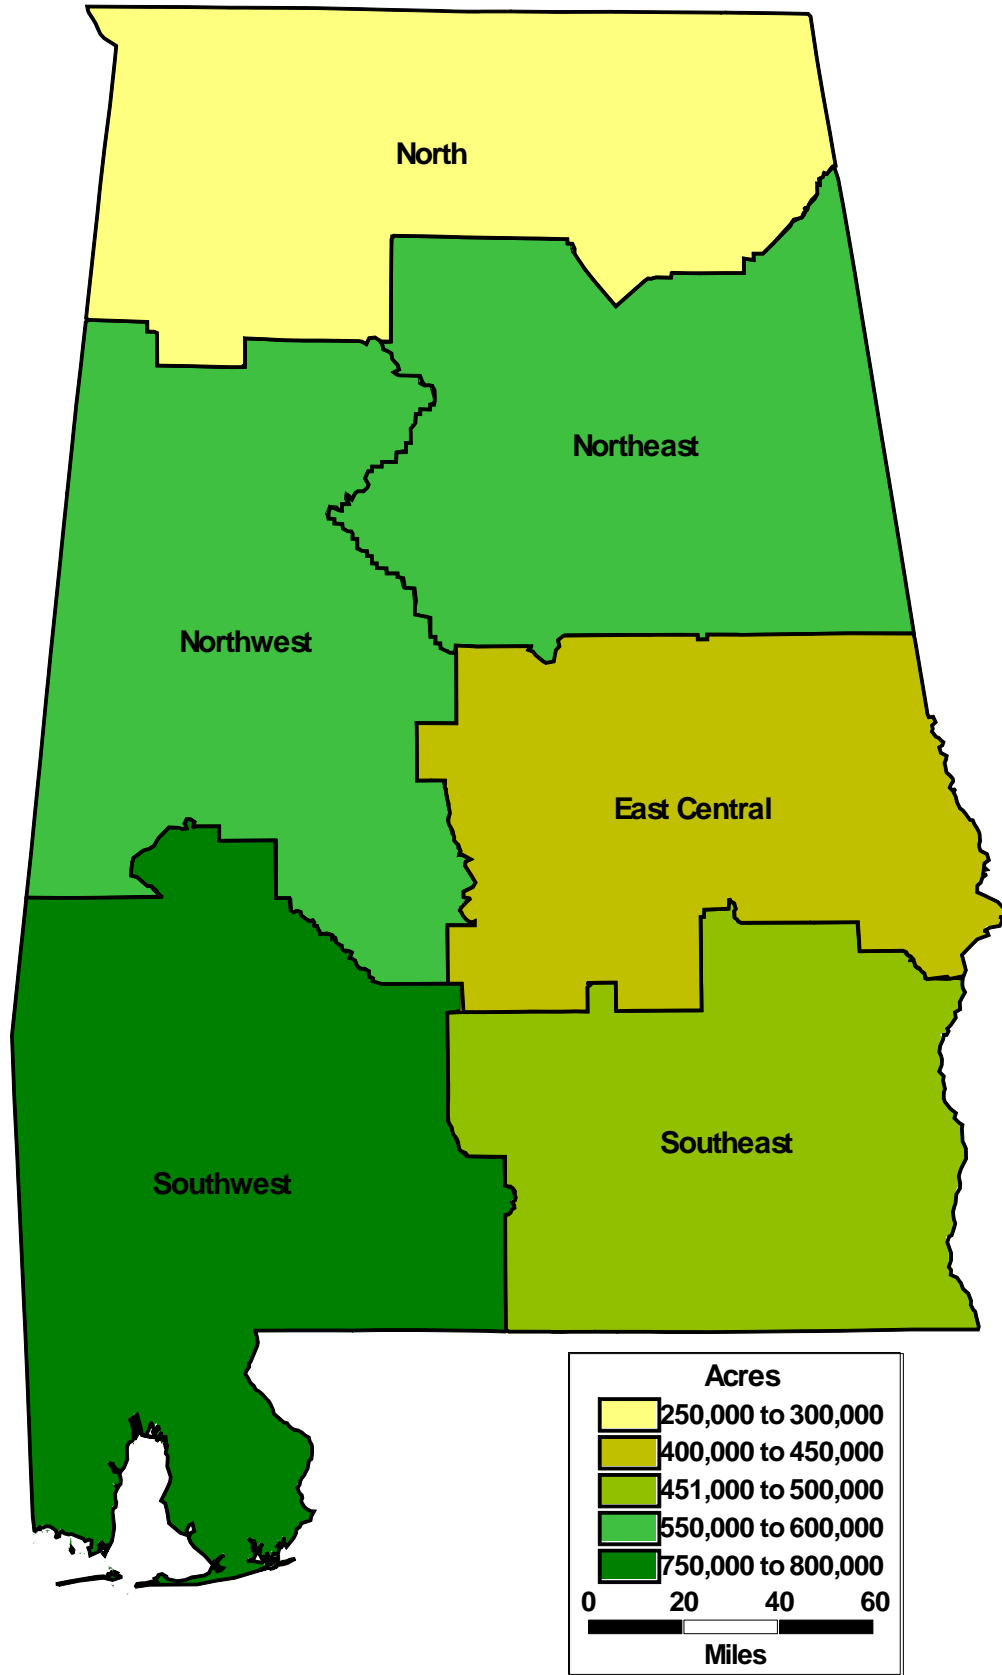 North
Northeast
Northwest
East Central
Southeast
Southwest
Acres
250,000 to 300,000
400,000 to 450,000
451,000 to 500,000
550,000 to 600,000
750,000 to 800,000
0 20 40 60
Miles